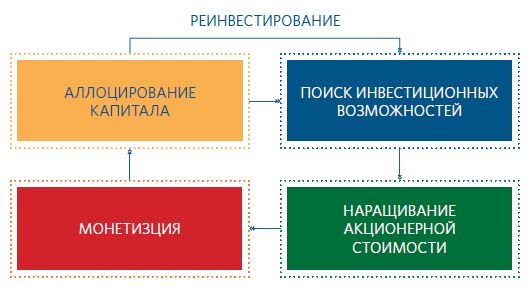 РЕИНВЕСТИРОВАНИЕ
АЛЛОЦИРОВАНИЕ
КАПИТАЛА
ПОИСК ИНВЕСТИЦИОННЫХ
ВОЗМОЖНОСТЕЙ
МОНЕТИЗЦИЯ
НАРАЩИВАНИЕ
АКЦИОНЕРНОЙ
СТОИМОСТИ